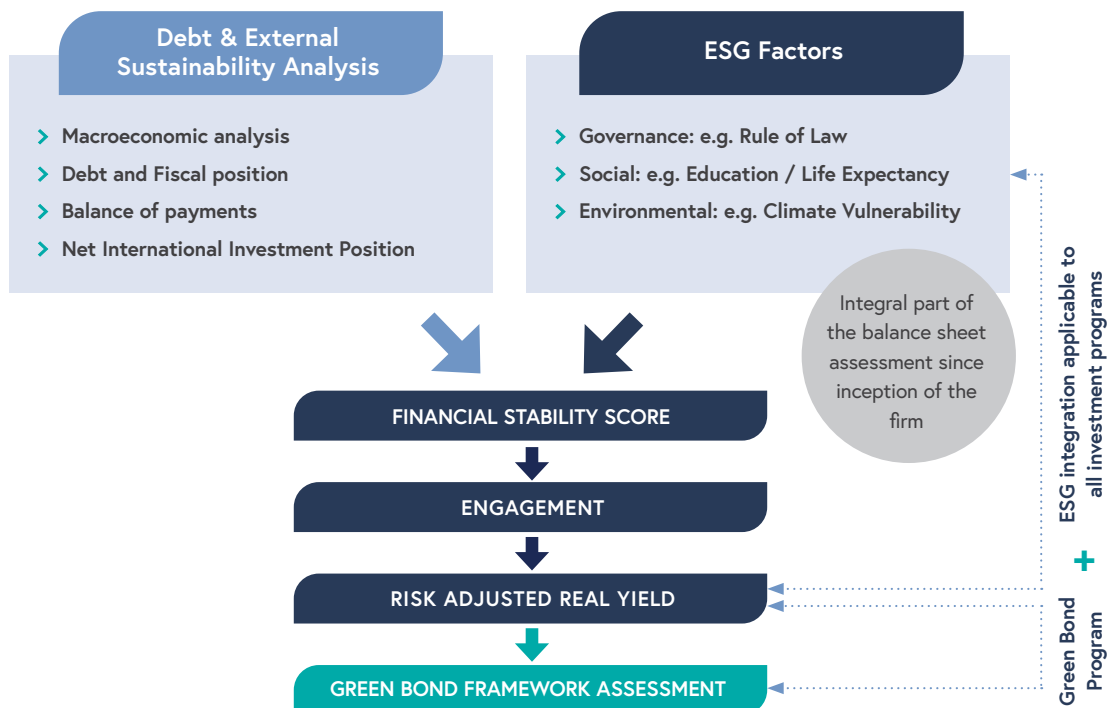 Debt & External
Sustainability Analysis
Macroeconomic analysis
Debt and Fiscal position
Balance of payments
Net International Investment Position
ESG Factors
Governance: e.g. Rule of Law
Social: e.g. Education / Life Expectancy
Environmental: e.g. Climate Vulnerability
Integral part of
the balance sheet
assessment since
inception of the
firm
FINANCIAL STABILITY SCORE
ENGAGEMENT
RISK ADJUSTED REAL YIELD
GREEN BOND FRAMEWORK ASSESSMENT
ESG integration applicable to
all investment programs
+
Green Bond
Program